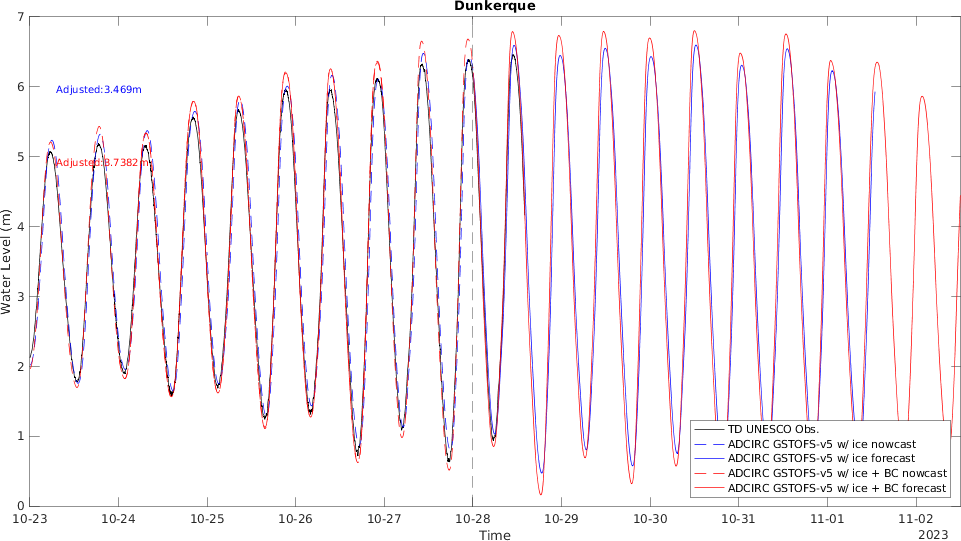 Dunkerque
7
6
5
4
3
2
1
0
Water Level (m)
Adjusted:3.469m
Adjusted:3.7382m
TD UNESCO Obs.
ADCIRC GSTOFS-v5 w/ ice nowcast
ADCIRC GSTOFS-v5 w/ ice forecast
ADCIRC GSTOFS-v5 w/ ice + BC nowcast
ADCIRC GSTOFS-v5 w/ ice + BC forecast
10-23 10-24 10-25 10-26 10-27 10-28 10-29 10-30 10-31 11-01 11-02
Time
2023